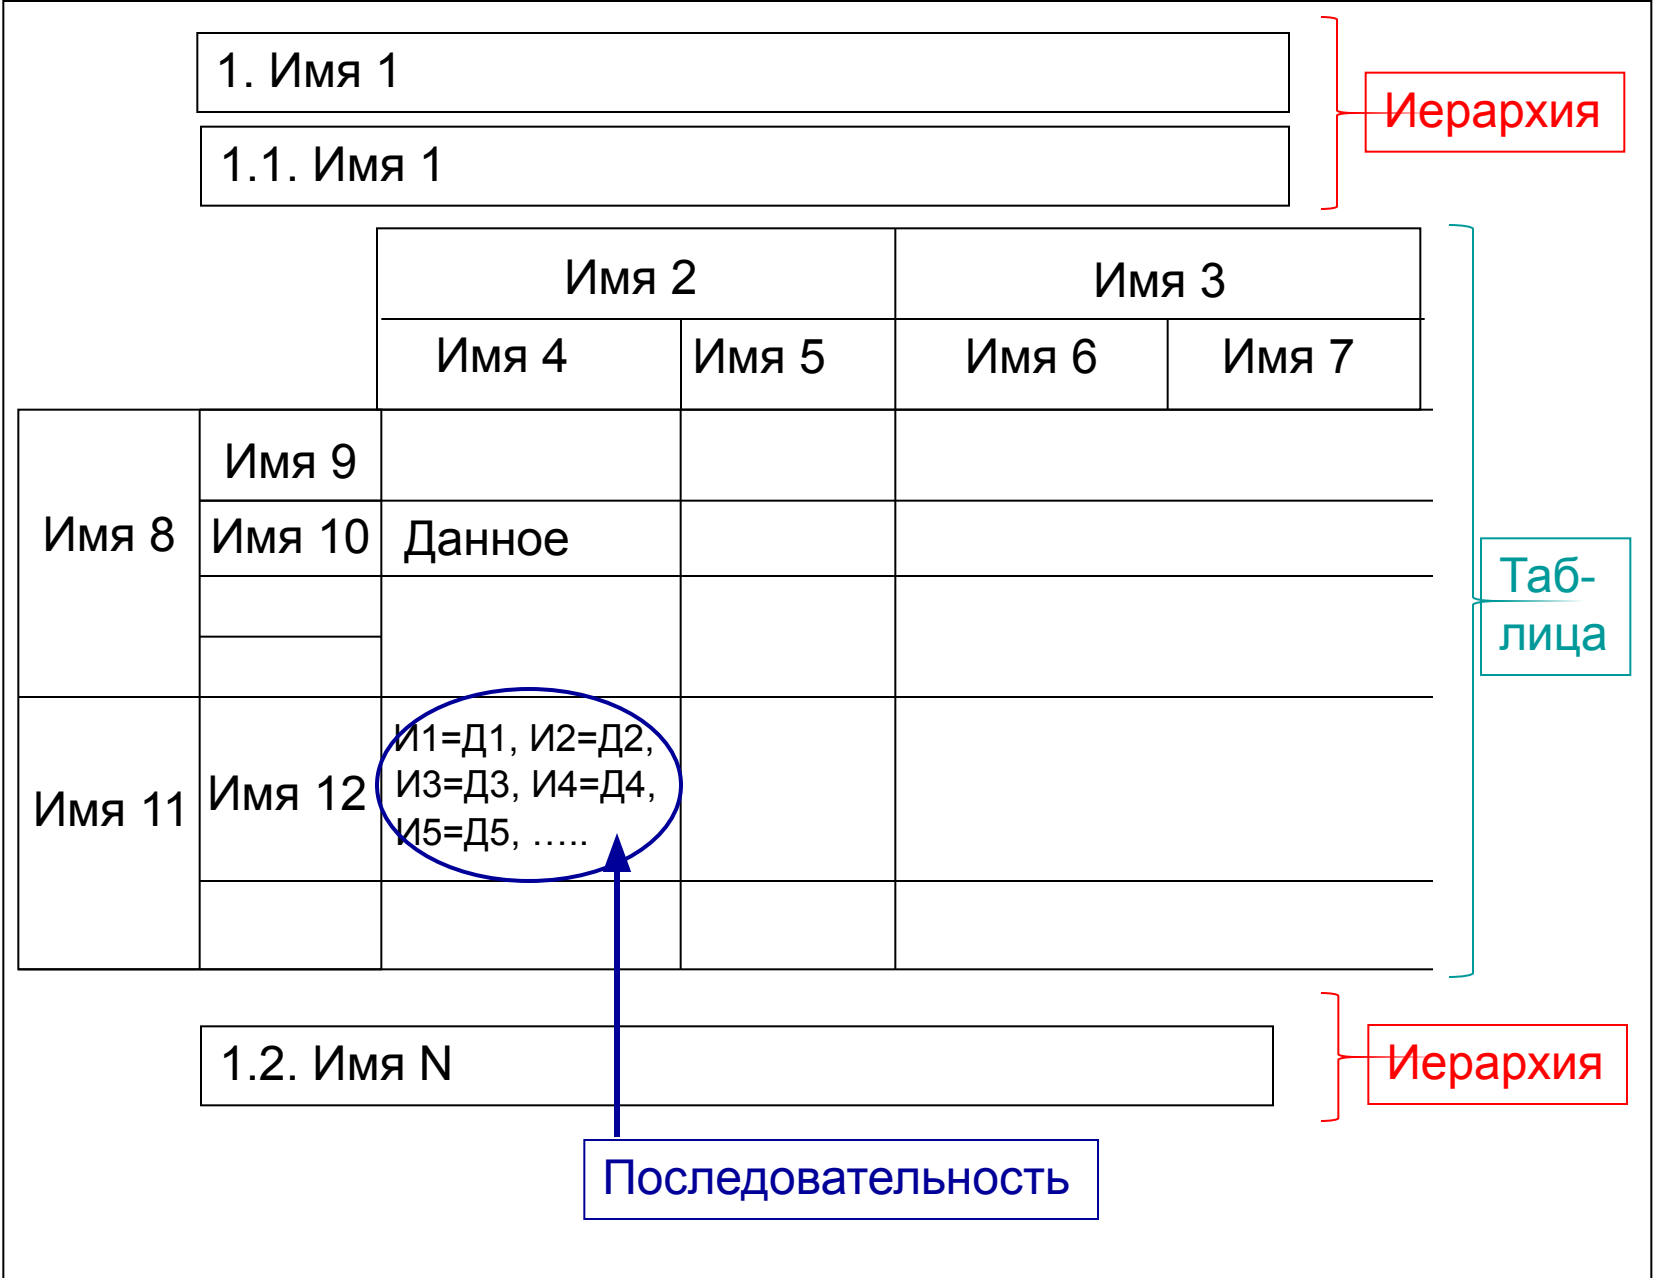 1. Имя 1
Иерархия
1.1. Имя 1
Имя 2 Имя 3
Имя 4 Имя 5 Имя 6 Имя 7
Имя 9
Имя 8 Имя 10 Данное
Таб-
лица
И1=Д1, И2=Д2,
И3=Д3, И4=Д4,
И5=Д5, .....
Имя 11 Имя 12
1.2. Имя N
Иерархия
Последовательность